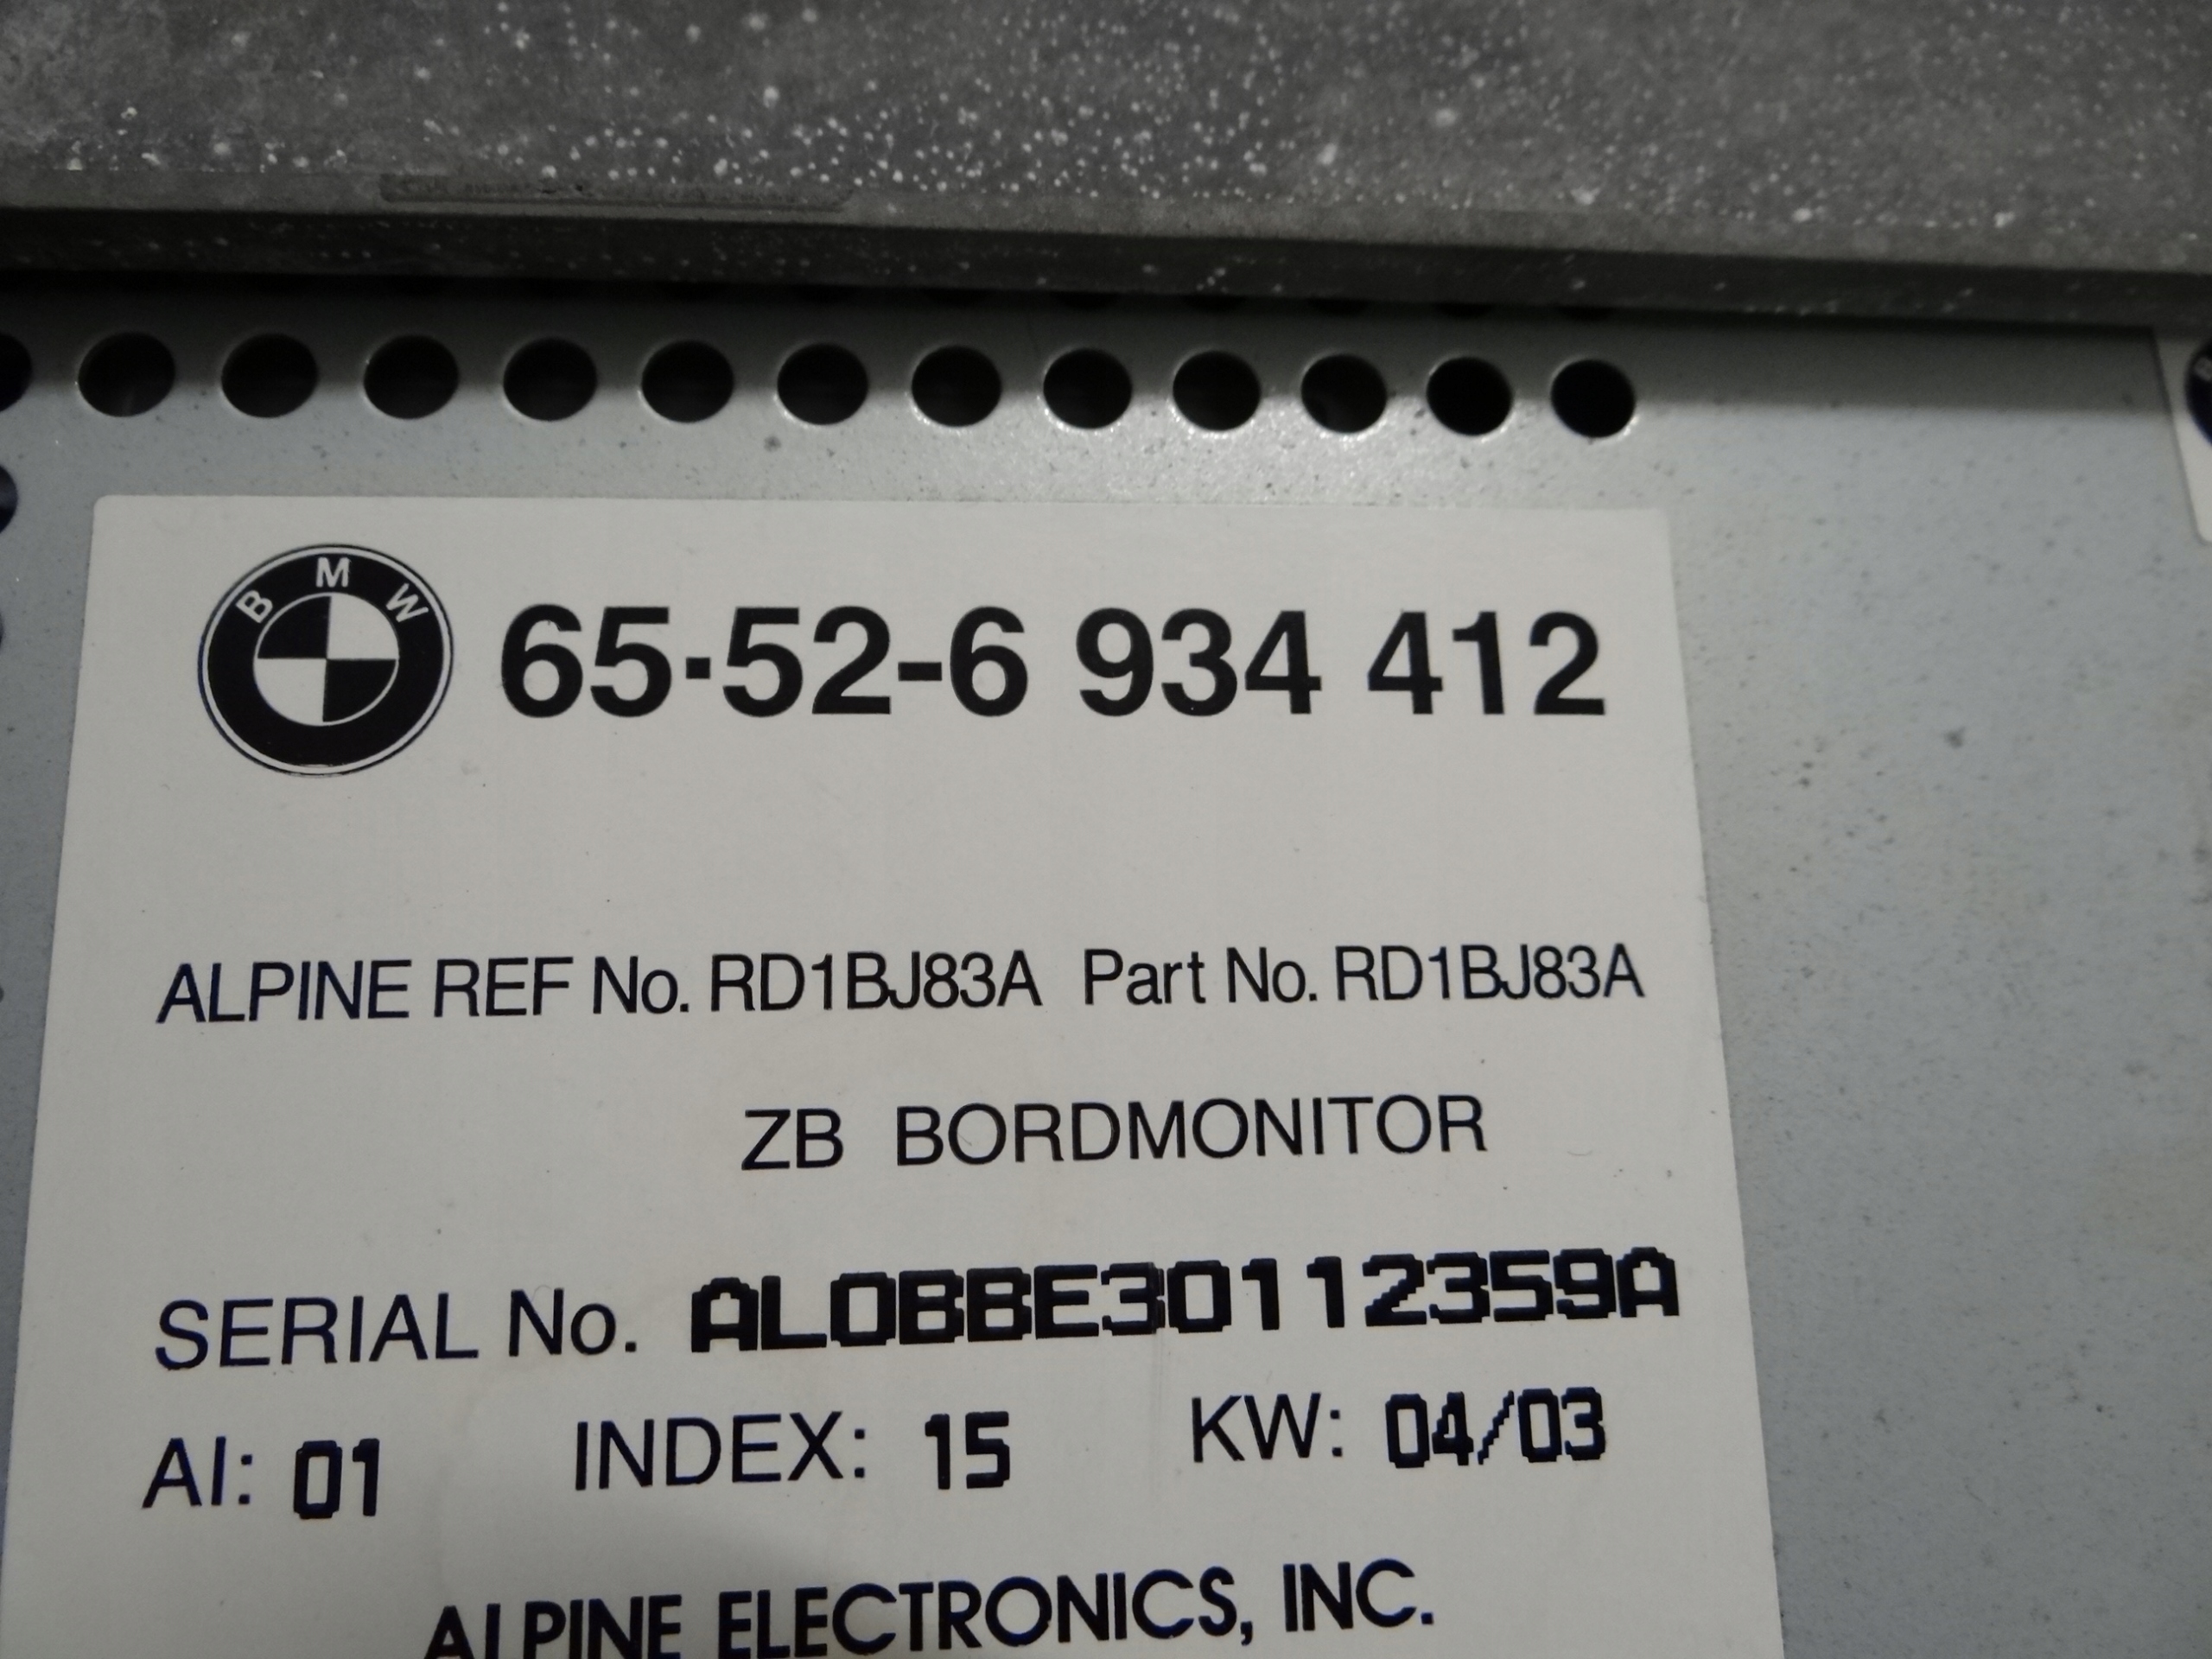 BMW 65·52-6 934 412
ALPINE REF No. RD1BJ83A Part No. RD1BJ83A
ZB BORDMONITOR
SERIAL No. AL0BBE30112359A
AI: 01 INDEX: 15 KW: 04/03
ALPINE ELECTRONICS, INC.